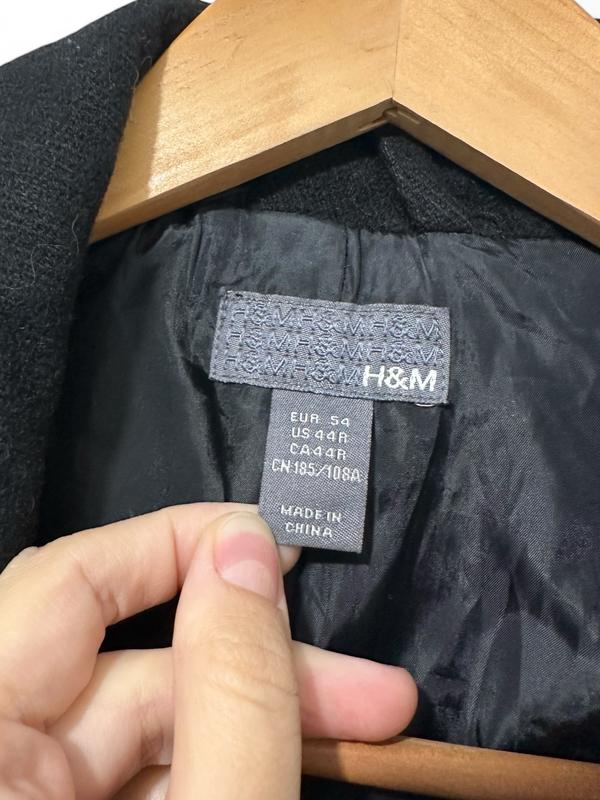 H&M H&M H&M
H&M H&M H&M
H&M H&M H&M
H&M
EUR 54
US 44R
CA 44R
CN 185/108A
MADE IN
CHINA